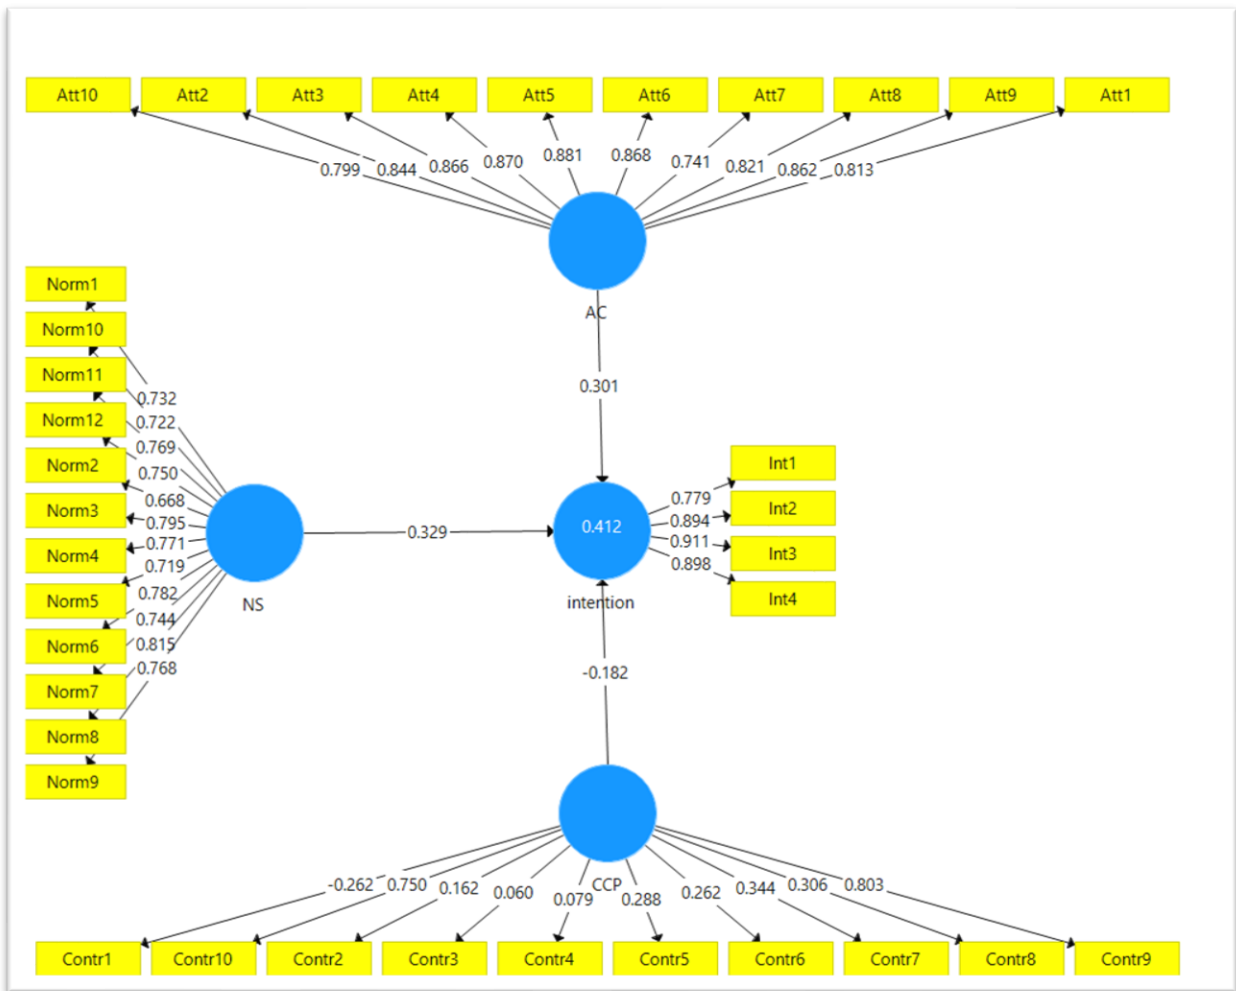 Att10 Att2 Att3 Att4 Att5 Att6 Att7 Att8 Att9 Att1
0.799 0.844 0.866 0.870 0.881 0.868 0.741 0.821 0.862 0.813
AC
0.301
Norm1
Norm10
Norm11
Norm12
Norm2
Norm3
Norm4
Norm5
Norm6
Norm7
Norm8
Norm9
0.732
0.722
0.769
0.750
0.668
0.795
0.771
0.719
0.782
0.744
0.815
0.768
NS
0.329
0.412
intention
0.779
0.894
0.911
0.898
Int1
Int2
Int3
Int4
-0.182
CCP
-0.262 0.750 0.162 0.060 0.079 0.288 0.262 0.344 0.306 0.803
Contr1 Contr10 Contr2 Contr3 Contr4 Contr5 Contr6 Contr7 Contr8 Contr9